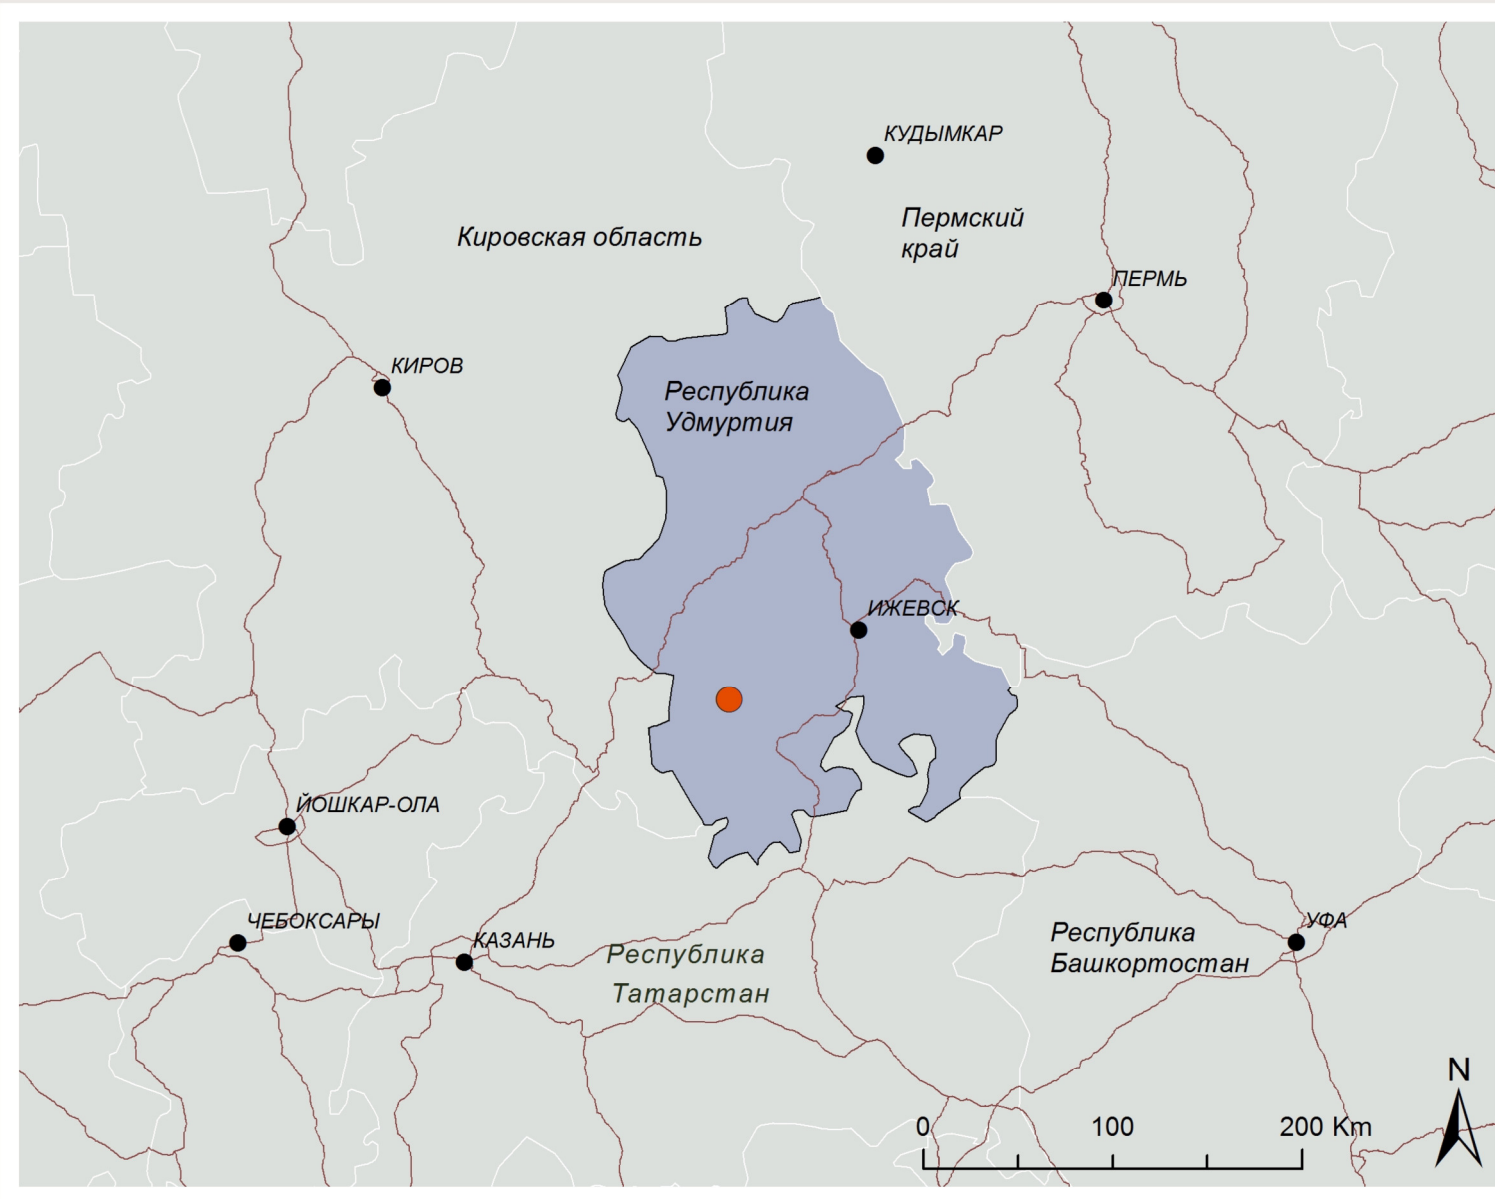 КУДЫМКАР
Пермский
край
Кировская область
ПЕРМЬ
КИРОВ
Республика
Удмуртия
ИЖЕВСК
ЙОШКАР-ОЛА
ЧЕБОКСАРЫ
КАЗАНЬ
Республика
Татарстан
Республика
Башкортостан
УФА
N
0 100 200 Km